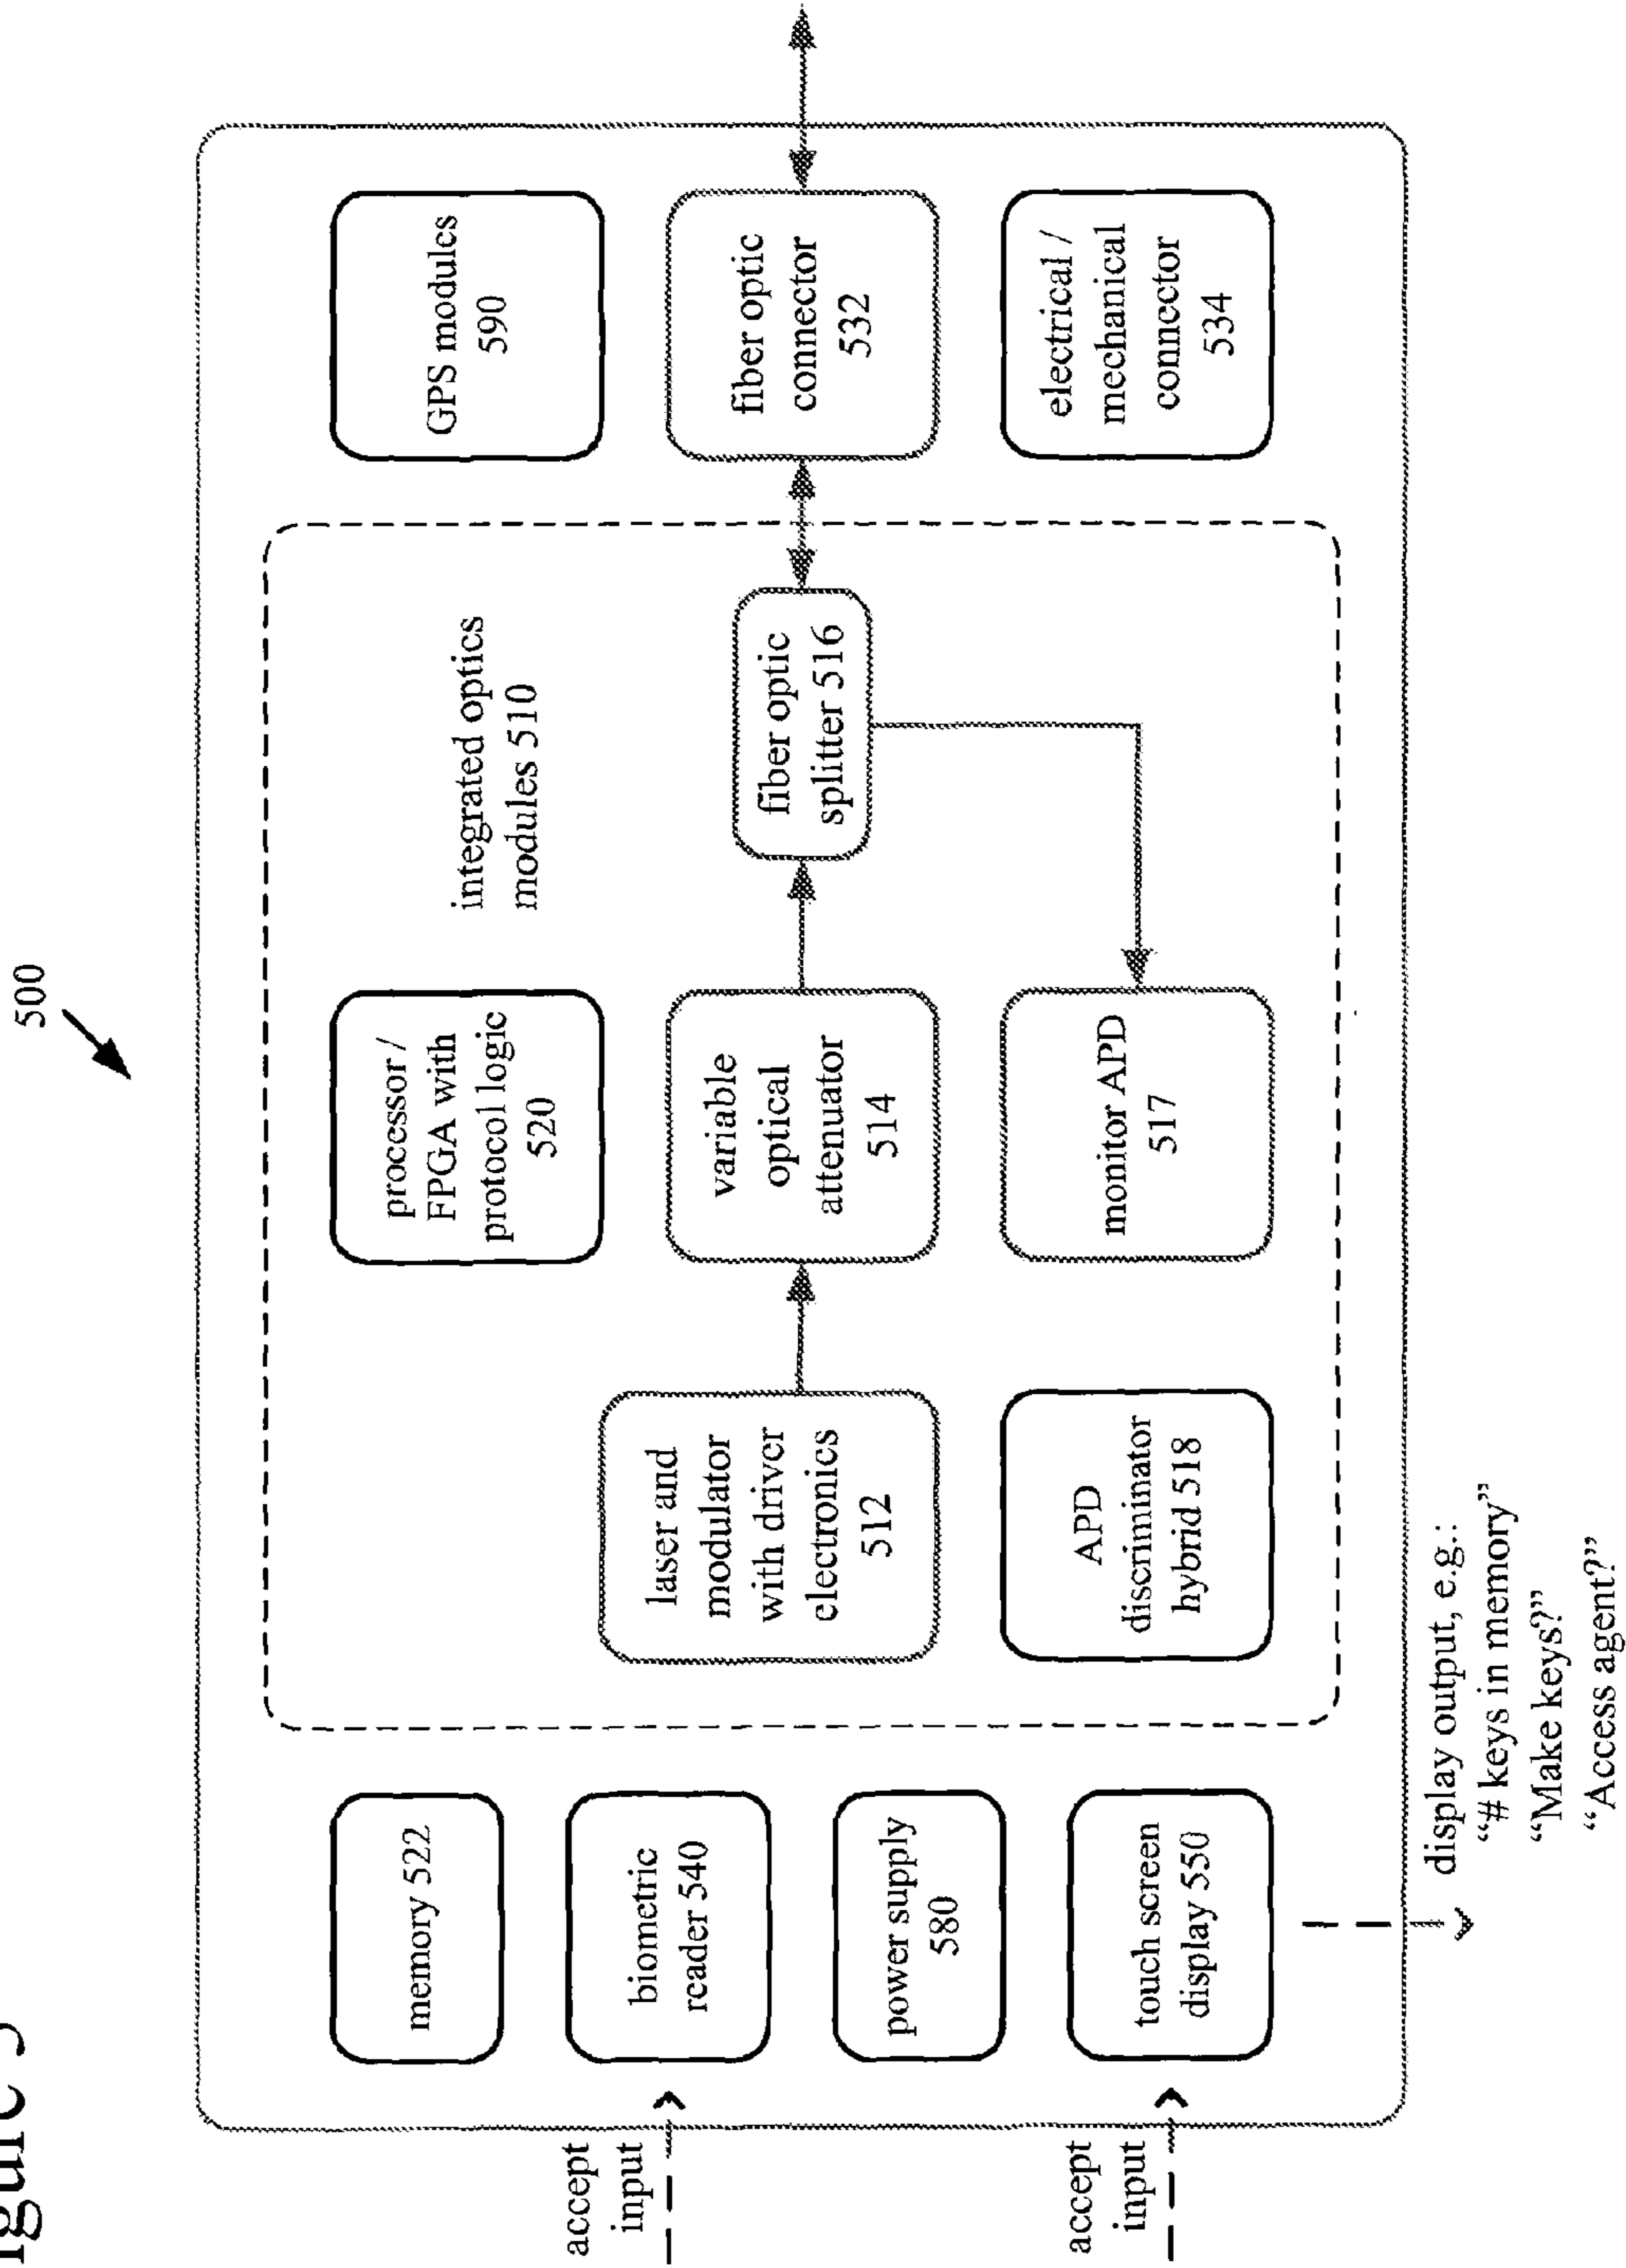 igure
500
memory 522
biometric
reader 540
power supply
580
touch screen
display 550
accept
input
accept
input
processor /
FPGA with
protocol logic
520
integrated optics
modules 510
laser and
modulator
with driver
electronics
512
variable
optical
attenuator
514
fiber optic
splitter 516
APD
discriminator
hybrid 518
monitor APD
517
GPS modules
590
fiber optic
connector
532
electrical /
mechanical
connector
534
display output, e.g.:
“# keys in memory”
“Make keys?”
“Access agent?”